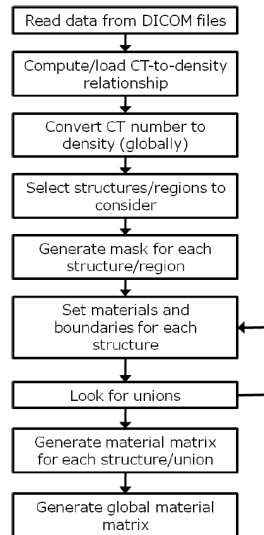 Read data from DICOM files
Compute/load CT-to-density
relationship
Convert CT number to
density (globally)
Select structures/regions to
consider
Generate mask for each
structure/region
Set materials and
boundaries for each
structure
Look for unions
Generate material matrix
for each structure/union
Generate global material
matrix